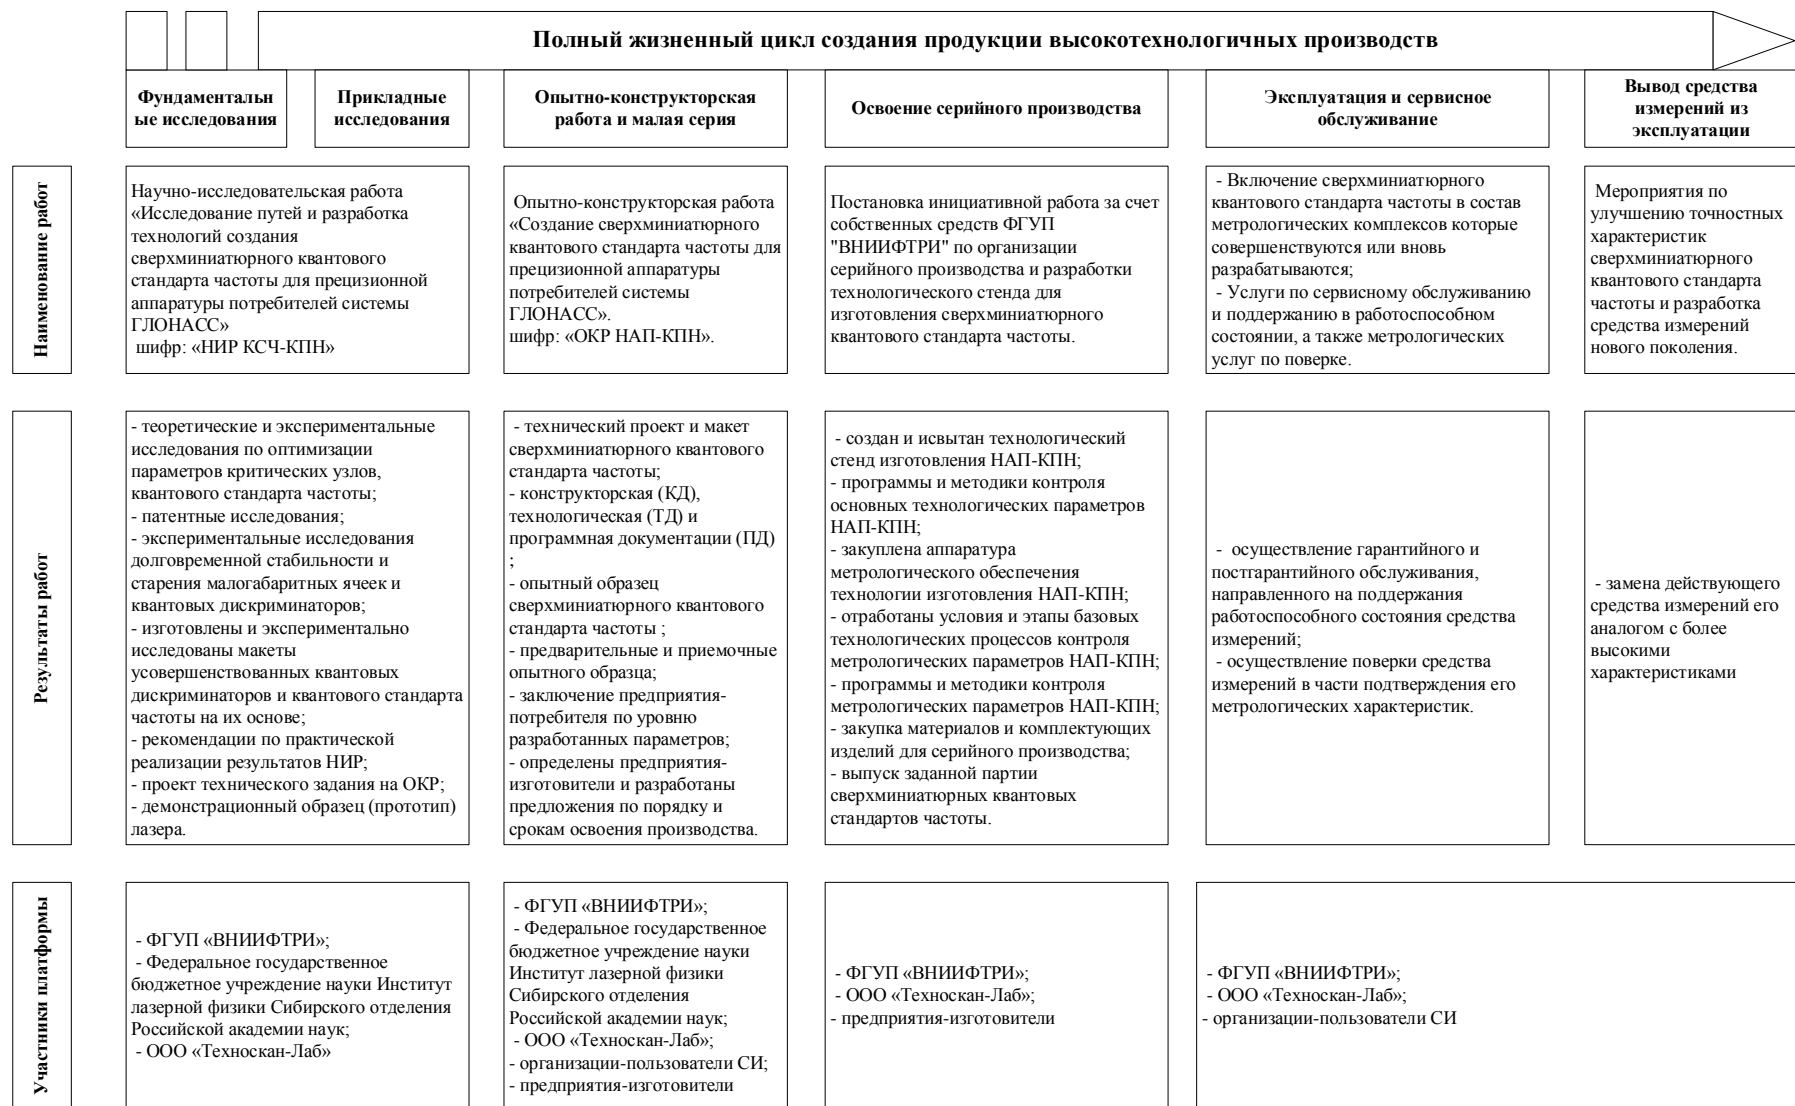 Полный жизненный цикл создания продукции высокотехнологичных производств
Фундаментальн
ые исследования
Прикладные
исследования
Опытно-конструкторская
работа и малая серия
Освоение серийного производства
Эксплуатация и сервисное
обслуживание
Вывод средства
измерений из
эксплуатации
Наименование работ
Научно-исследовательская работа
«Исследование путей и разработка
технологий создания
сверхминиатюрного квантового
стандарта частоты для прецизионной
аппаратуры потребителей системы
ГЛОНАСС»
шифр: «НИР КСЧ-КПН»
Опытно-конструкторская работа
«Создание сверхминиатюрного
квантового стандарта частоты для
прецизионной аппаратуры
потребителей системы
ГЛОНАСС».
шифр: «ОКР НАП-КПН».
Постановка инициативной работа за счет
собственных средств ФГУП
"ВНИИФТРИ" по организации
серийного производства и разработки
технологического стенда для
изготовления сверхминиатюрного
квантового стандарта частоты.
- Включение сверхминиатюрного
квантового стандарта частоты в состав
метрологических комплексов которые
совершенствуются или вновь
разрабатываются;
- Услуги по сервисному обслуживанию
и поддержанию в работоспособном
состоянии, а также метрологических
услуг по поверке.
Мероприятия по
улучшению точностных
характеристик
сверхминиатюрного
квантового стандарта
частоты и разработка
средства измерений
нового поколения.
Результаты работ
- теоретические и экспериментальные
исследования по оптимизации
параметров критических узлов,
квантового стандарта частоты;
- патентные исследования;
- экспериментальные исследования
долговременной стабильности и
старения малогабаритных ячеек и
квантовых дискриминаторов;
- изготовлены и экспериментально
исследованы макеты
усовершенствованных квантовых
дискриминаторов и квантового стандарта
частоты на их основе;
- рекомендации по практической
реализации результатов НИР;
- проект технического задания на ОКР;
- демонстрационный образец (прототип)
лазера.
- технический проект и макет
сверхминиатюрного квантового
стандарта частоты;
- конструкторская (КД),
технологическая (ТД) и
программная документации (ПД)
;
- опытный образец
сверхминиатюрного квантового
стандарта частоты ;
- предварительные и приемочные
опытного образца;
- заключение предприятия-
потребителя по уровню
разработанных параметров;
- определены предприятия-
изготовители и разработаны
предложения по порядку и
срокам освоения производства.
- создан и исвытан технологический
стенд изготовления НАП-КПН;
- программы и методики контроля
основных технологических параметров
НАП-КПН;
- закуплена аппаратура
метрологического обеспечения
технологии изготовления НАП-КПН;
- отработаны условия и этапы базовых
технологических процессов контроля
метрологических параметров НАП-КПН;
- программы и методики контроля
метрологических параметров НАП-КПН;
- закупка материалов и комплектующих
изделий для серийного производства;
- выпуск заданной партии
сверхминиатюрных квантовых
стандартов частоты.
- осуществление гарантийного и
постгарантийного обслуживания,
направленного на поддержания
работоспособного состояния средства
измерений;
- осуществление поверки средства
измерений в части подтверждения его
метрологических характеристик.
- замена действующего
средства измерений его
аналогом с более
высокими
характеристиками
Участники платформы
- ФГУП «ВНИИФТРИ»;
- Федеральное государственное
бюджетное учреждение науки Институт
лазерной физики Сибирского отделения
Российской академии наук;
- ООО «Техноскан-Лаб»
- ФГУП «ВНИИФТРИ»;
- Федеральное государственное
бюджетное учреждение науки
Институт лазерной физики
Сибирского отделения
Российской академии наук;
- ООО «Техноскан-Лаб»;
- организации-пользователи СИ;
- предприятия-изготовители
- ФГУП «ВНИИФТРИ»;
- ООО «Техноскан-Лаб»;
- предприятия-изготовители
- ФГУП «ВНИИФТРИ»;
- ООО «Техноскан-Лаб»;
- организации-пользователи СИ